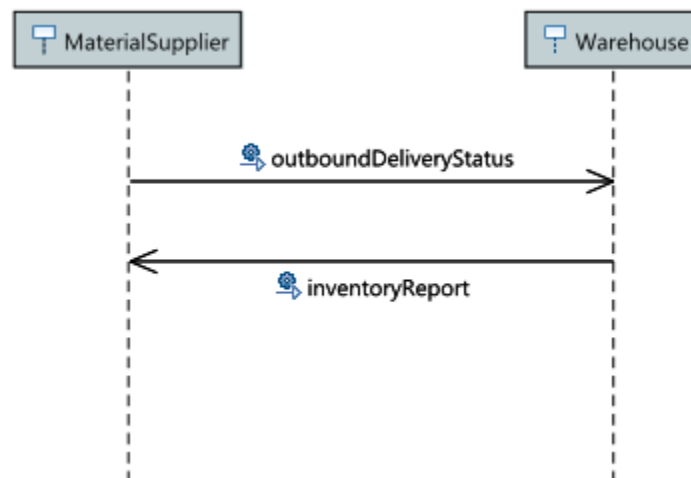 MaterialSupplier
Warehouse
outboundDeliveryStatus
inventoryReport